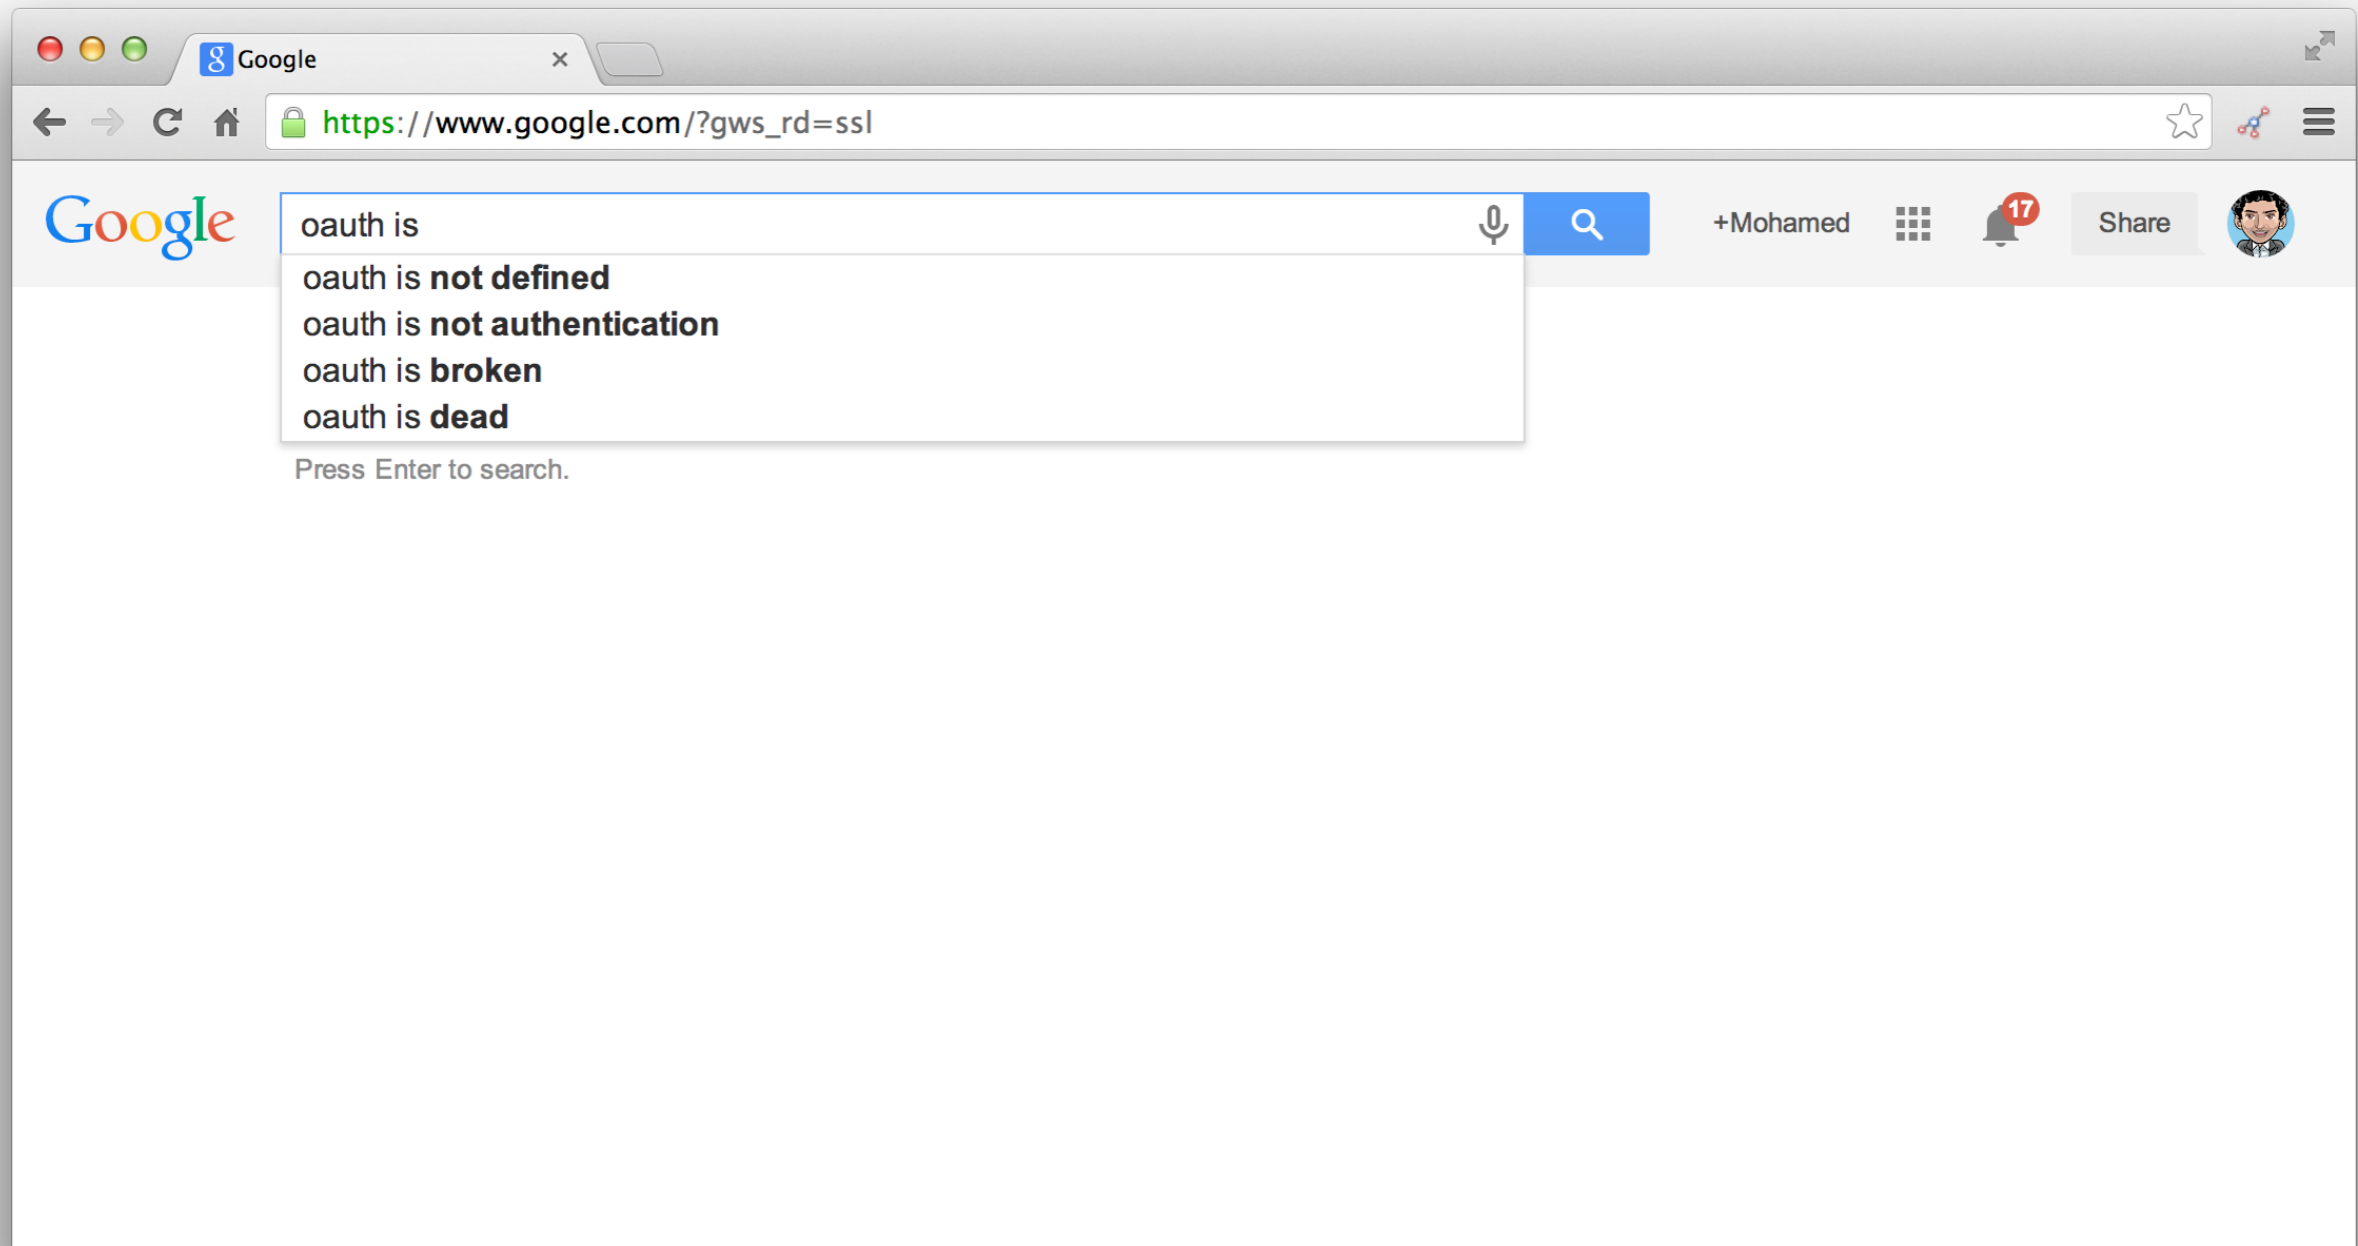 Google
https://www.google.com/?gws_rd=ssl
Google
oauth is
+Mohamed
17
Share
oauth is not defined
oauth is not authentication
oauth is broken
oauth is dead
Press Enter to search.